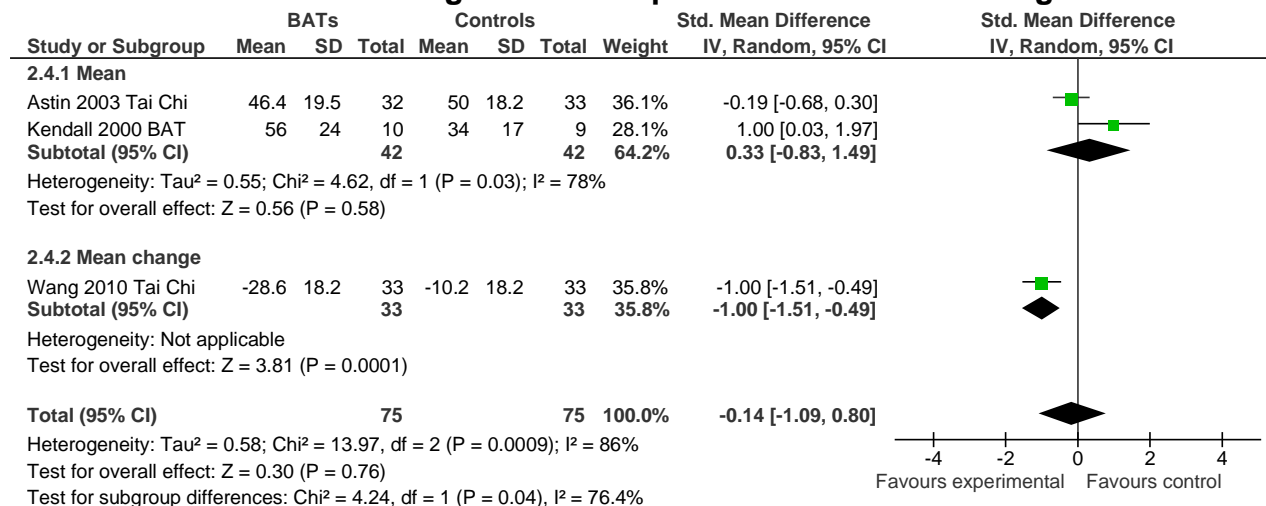 BATs Controls Std. Mean Difference Std. Mean Difference
Study or Subgroup Mean SD Total Mean SD Total Weight IV, Random, 95% CI IV, Random, 95% CI
2.4.1 Mean
Astin 2003 Tai Chi 46.4 19.5 32 50 18.2 33 36.1% -0.19 [-0.68, 0.30]
Kendall 2000 BAT 56 24 10 34 17 9 28.1% 1.00 [0.03, 1.97]
Subtotal (95% CI) 42 42 64.2% 0.33 [-0.83, 1.49]
Heterogeneity: Tau² = 0.55; Chi² = 4.62, df = 1 (P = 0.03); I² = 78%
Test for overall effect: Z = 0.56 (P = 0.58)
2.4.2 Mean change
Wang 2010 Tai Chi -28.6 18.2 33 -10.2 18.2 33 35.8% -1.00 [-1.51, -0.49]
Subtotal (95% CI) 33 33 35.8% -1.00 [-1.51, -0.49]
Heterogeneity: Not applicable
Test for overall effect: Z = 3.81 (P = 0.0001)
Total (95% CI) 75 75 100.0% -0.14 [-1.09, 0.80]
Heterogeneity: Tau² = 0.58; Chi² = 13.97, df = 2 (P = 0.0009); I² = 86%
Test for overall effect: Z = 0.30 (P = 0.76)
Test for subgroup differences: Chi² = 4.24, df = 1 (P = 0.04), I² = 76.4%
-4 -2 0 2 4
Favours experimental Favours control